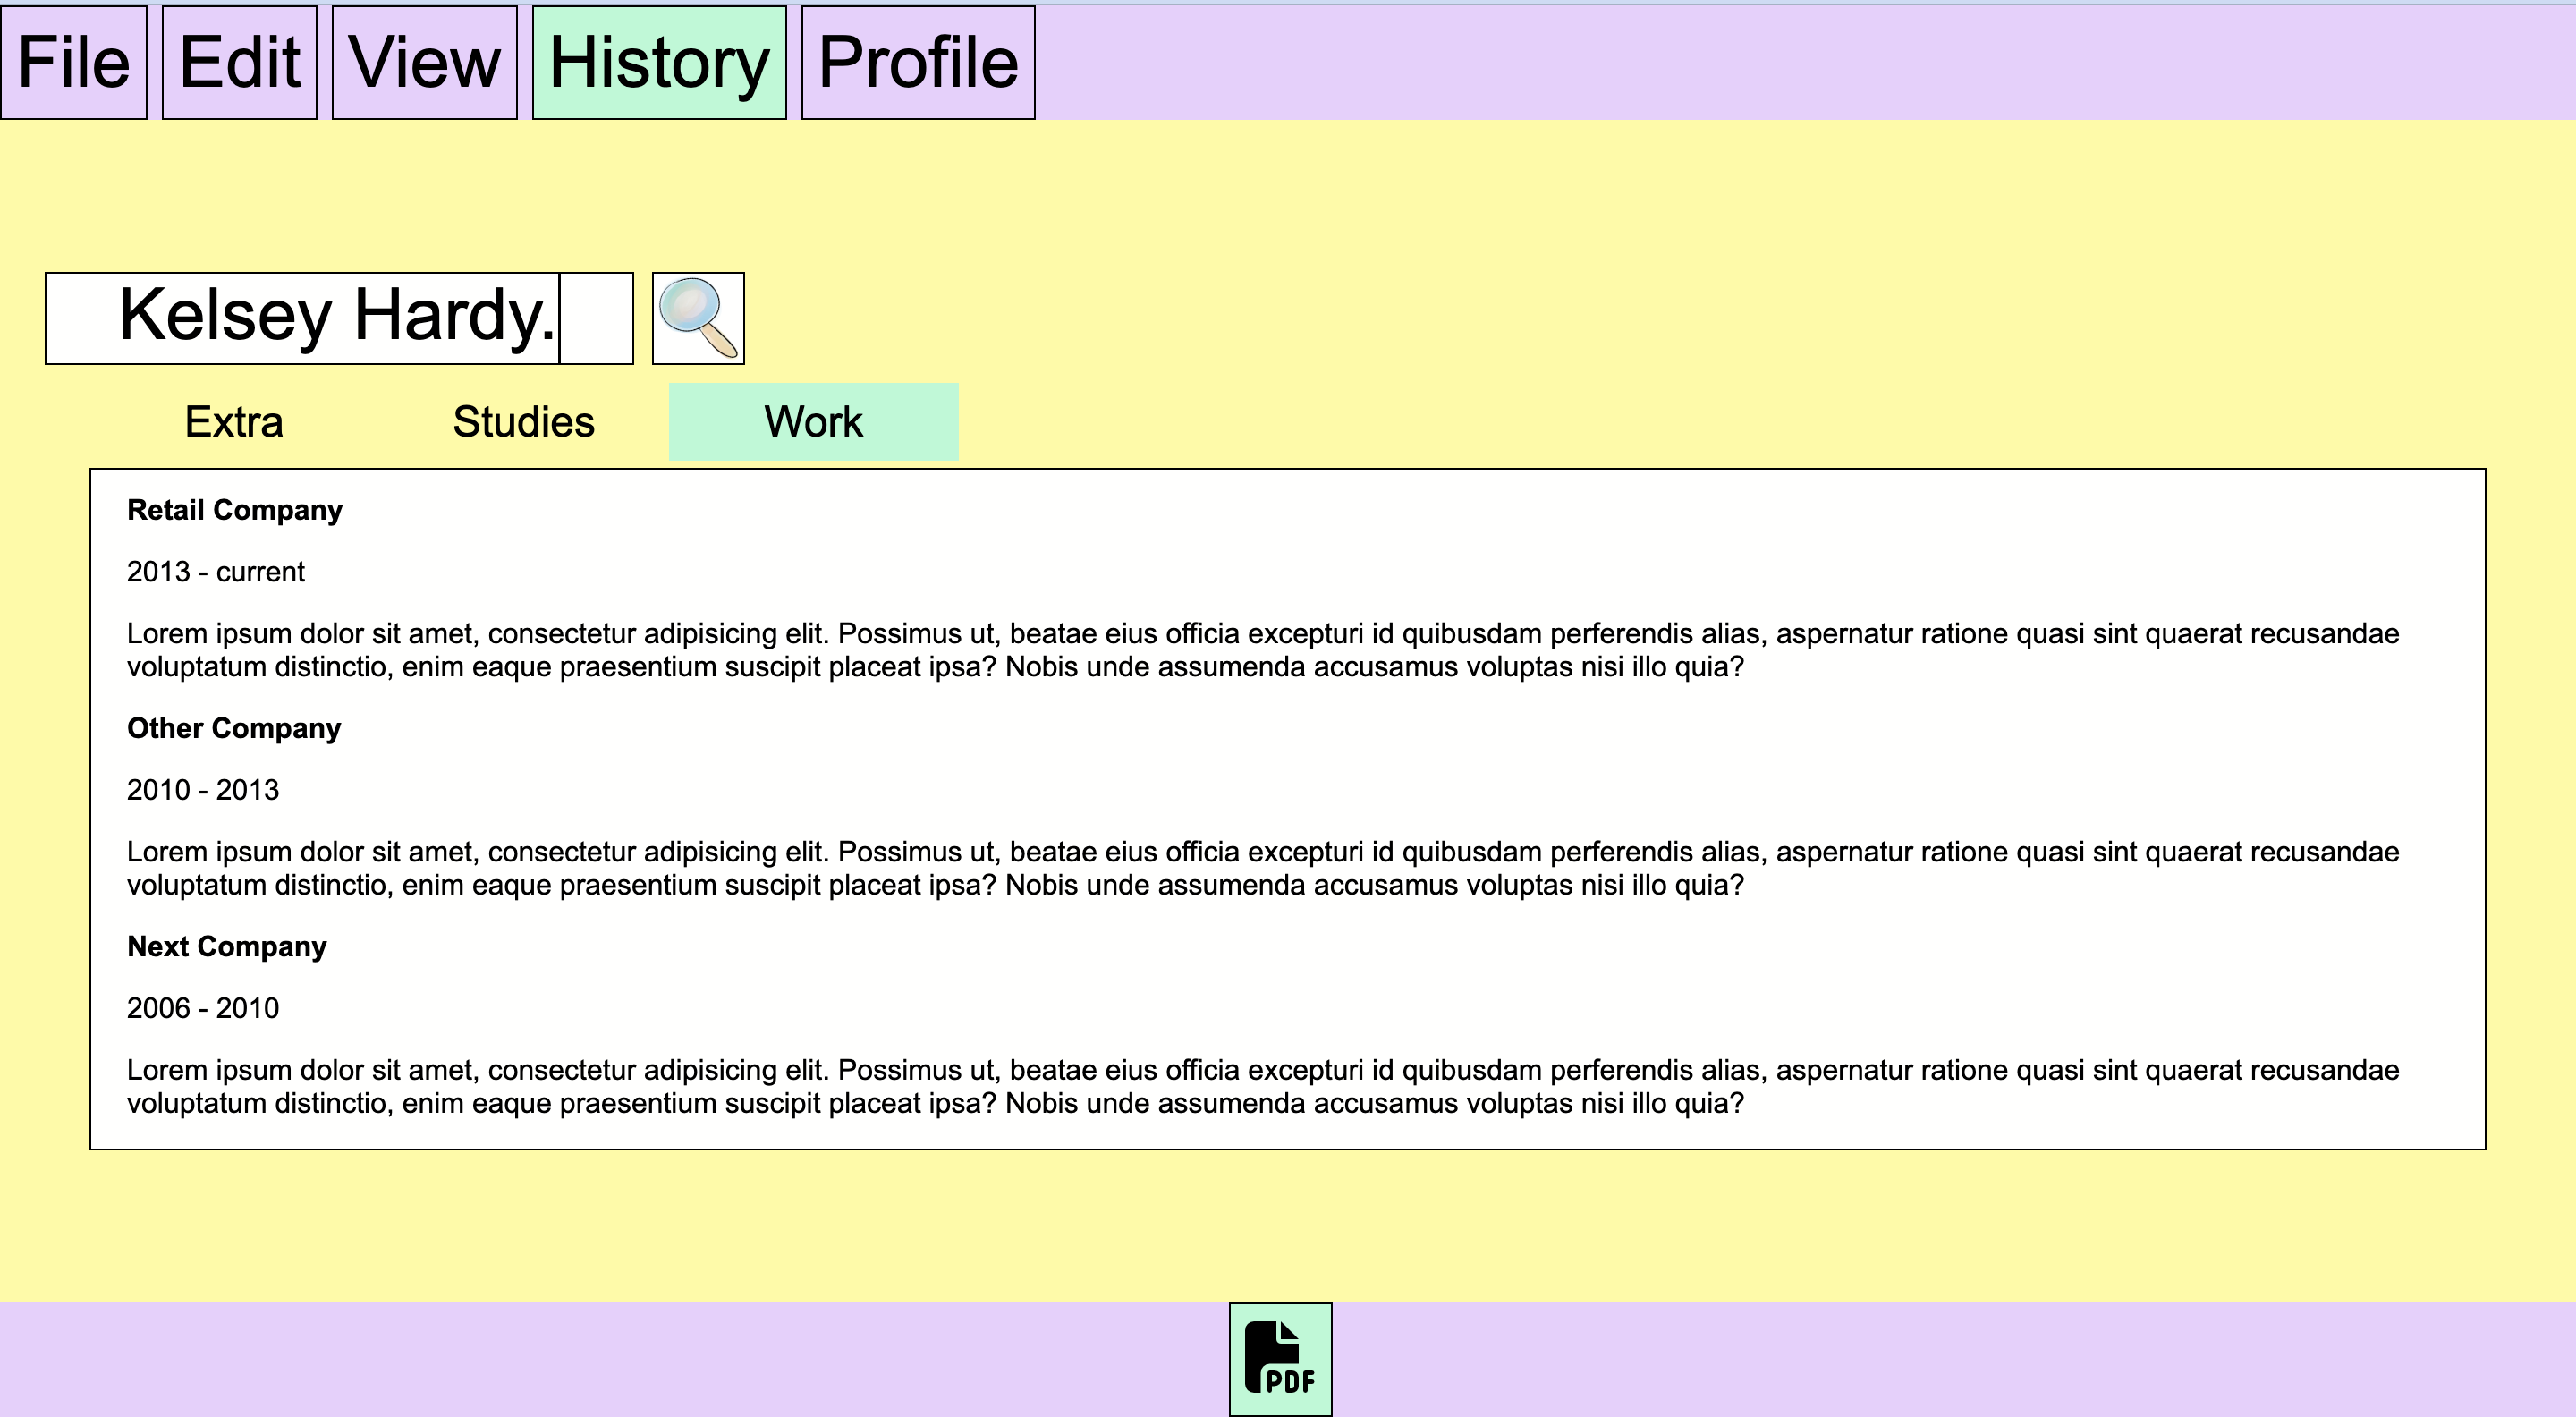 File Edit View History Profile
Kelsey Hardy.
Extra Studies Work
Retail Company
2013 - current
Lorem ipsum dolor sit amet, consectetur adipisicing elit. Possimus ut, beatae eius officia excepturi id quibusdam perferendis alias, aspernatur ratione quasi sint quaerat recusandae
voluptatum distinctio, enim eaque praesentium suscipit placeat ipsa? Nobis unde assumenda accusamus voluptas nisi illo quia?
Other Company
2010 - 2013
Lorem ipsum dolor sit amet, consectetur adipisicing elit. Possimus ut, beatae eius officia excepturi id quibusdam perferendis alias, aspernatur ratione quasi sint quaerat recusandae
voluptatum distinctio, enim eaque praesentium suscipit placeat ipsa? Nobis unde assumenda accusamus voluptas nisi illo quia?
Next Company
2006 - 2010
Lorem ipsum dolor sit amet, consectetur adipisicing elit. Possimus ut, beatae eius officia excepturi id quibusdam perferendis alias, aspernatur ratione quasi sint quaerat recusandae
voluptatum distinctio, enim eaque praesentium suscipit placeat ipsa? Nobis unde assumenda accusamus voluptas nisi illo quia?
PDF